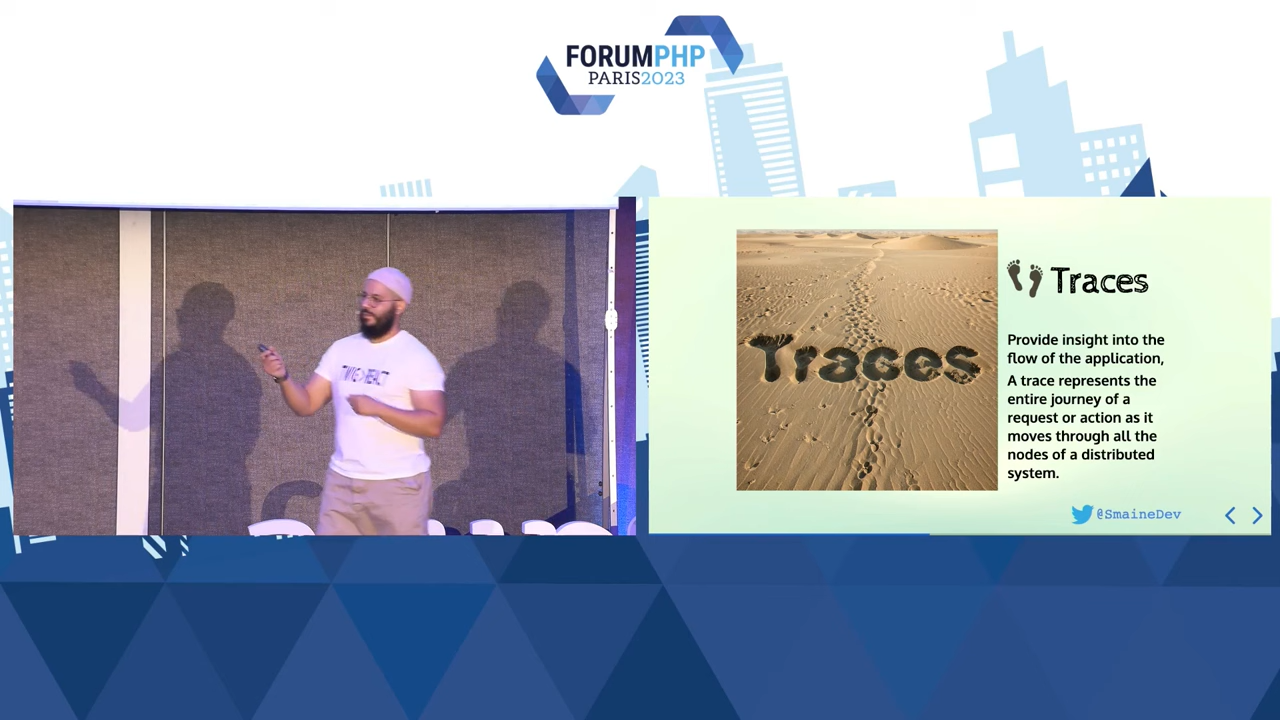 FORUMPHP
PARIS2023
Traces
Traces
Provide insight into the
flow of the application,
A trace represents the
entire journey of a
request or action as it
moves through all the
nodes of a distributed
system.
@SmaineDev